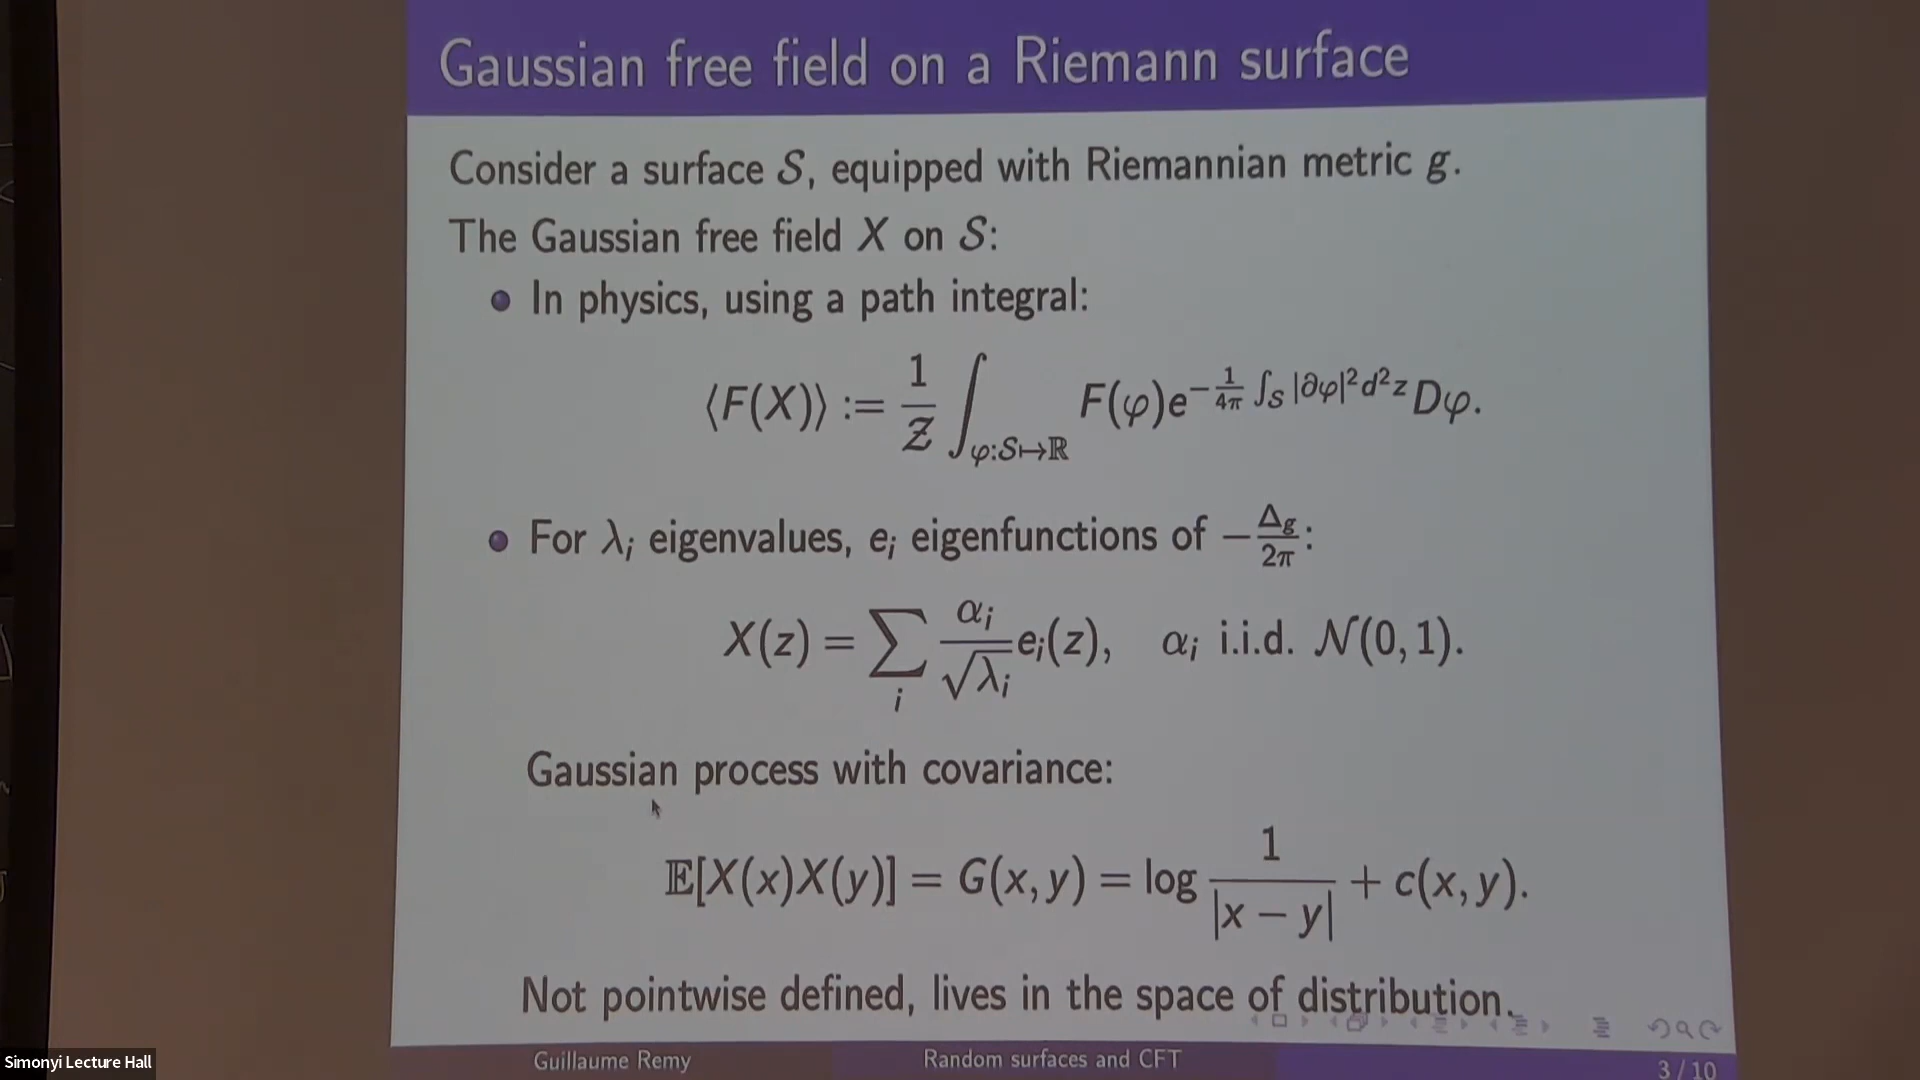 Gaussian free field on a Riemann surface
Consider a surface 𝒮, equipped with Riemannian metric g.
The Gaussian free field X on 𝒮:
In physics, using a path integral:
⟨F(X)⟩ := 1/𝒵 ∫_{φ:𝒮↦ℝ} F(φ)e^{−1/4π ∫_𝒮 |∂φ|²d²z} Dφ.
For λ_i eigenvalues, e_i eigenfunctions of −Δ_g/2π:
X(z) = ∑_i α_i/√λ_i e_i(z), α_i i.i.d. 𝒩(0, 1).
Gaussian process with covariance:
𝔼[X(x)X(y)] = G(x, y) = log 1/|x − y| + c(x, y).
Not pointwise defined, lives in the space of distribution.
Guillaume Remy Random surfaces and CFT 3 / 10
Simonyi Lecture Hall